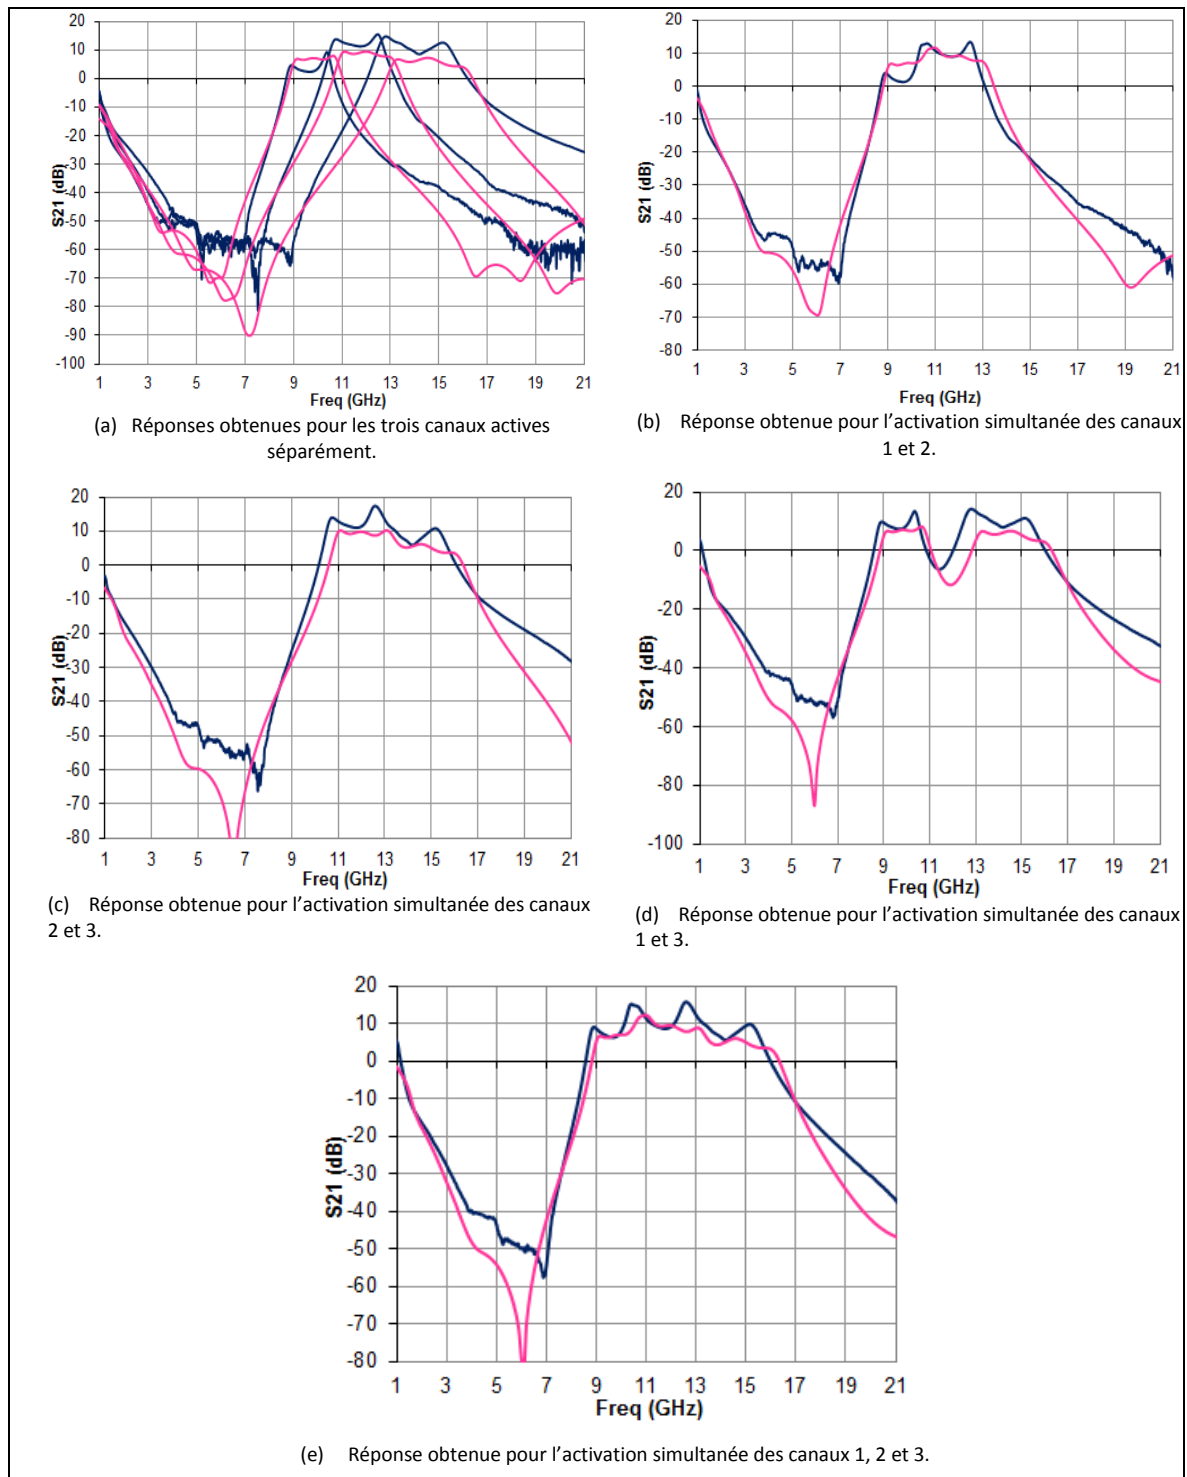 20
10
0
-10
-20
-30
-40
-50
-60
-70
-80
-90
-100
S21 (dB)
1 3 5 7 9 11 13 15 17 19 21
Freq (GHz)
(a) Réponses obtenues pour les trois canaux actives
séparément.
20
10
0
-10
-20
-30
-40
-50
-60
-70
-80
S21 (dB)
1 3 5 7 9 11 13 15 17 19 21
Freq (GHz)
(b) Réponse obtenue pour l’activation simultanée des canaux
1 et 2.
20
10
0
-10
-20
-30
-40
-50
-60
-70
-80
S21 (dB)
1 3 5 7 9 11 13 15 17 19 21
Freq (GHz)
(c) Réponse obtenue pour l’activation simultanée des canaux
2 et 3.
20
0
-20
-40
-60
-80
-100
S21 (dB)
1 3 5 7 9 11 13 15 17 19 21
Freq (GHz)
(d) Réponse obtenue pour l’activation simultanée des canaux
1 et 3.
20
10
0
-10
-20
-30
-40
-50
-60
-70
-80
S21 (dB)
1 3 5 7 9 11 13 15 17 19 21
Freq (GHz)
(e) Réponse obtenue pour l’activation simultanée des canaux 1, 2 et 3.